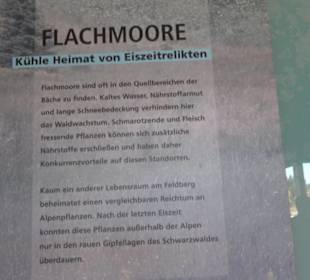 FLACHMOORE
Kühle Heimat von Eiszeitrelikten
Flachmoore sind oft in den Quellbereichen der
Bäche zu finden. Kaltes Wasser, Nährstoffarmut
und lange Schneebedeckung verhindern hier
das Waldwachstum. Schmarotzende und Fleisch
fressende Pflanzen können sich zusätzliche
Nährstoffe erschließen und haben daher
Konkurrenzvorteile auf diesen Standorten.
Kaum ein anderer Lebensraum am Feldberg
beheimatet einen vergleichbaren Reichtum an
Alpenpflanzen. Nach der letzten Eiszeit
konnten diese Pflanzen außerhalb der Alpen
nur in den rauen Gipfellagen des Schwarzwaldes
überdauern.